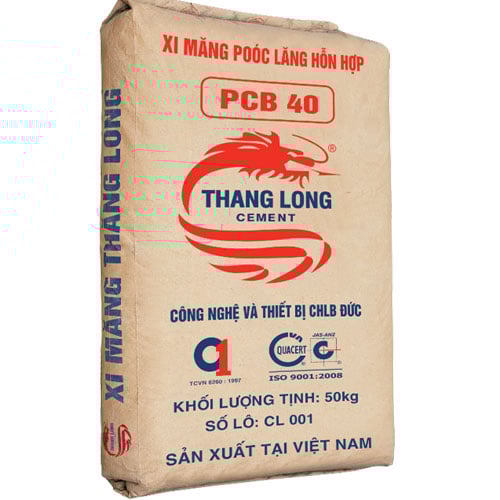 XI MĂNG POÓC LĂNG HỖN HỢP
PCB 40
®
THANG LONG
CEMENT
CÔNG NGHỆ VÀ THIẾT BỊ CHLB ĐỨC
TCVN 6260 : 1997
QUACERT
JAS-ANZ
ISO 9001:2008
KHỐI LƯỢNG TỊNH: 50kg
SỐ LÔ: CL 001
SẢN XUẤT TẠI VIỆT NAM
XI MĂNG THĂNG LONG
THANG LONG